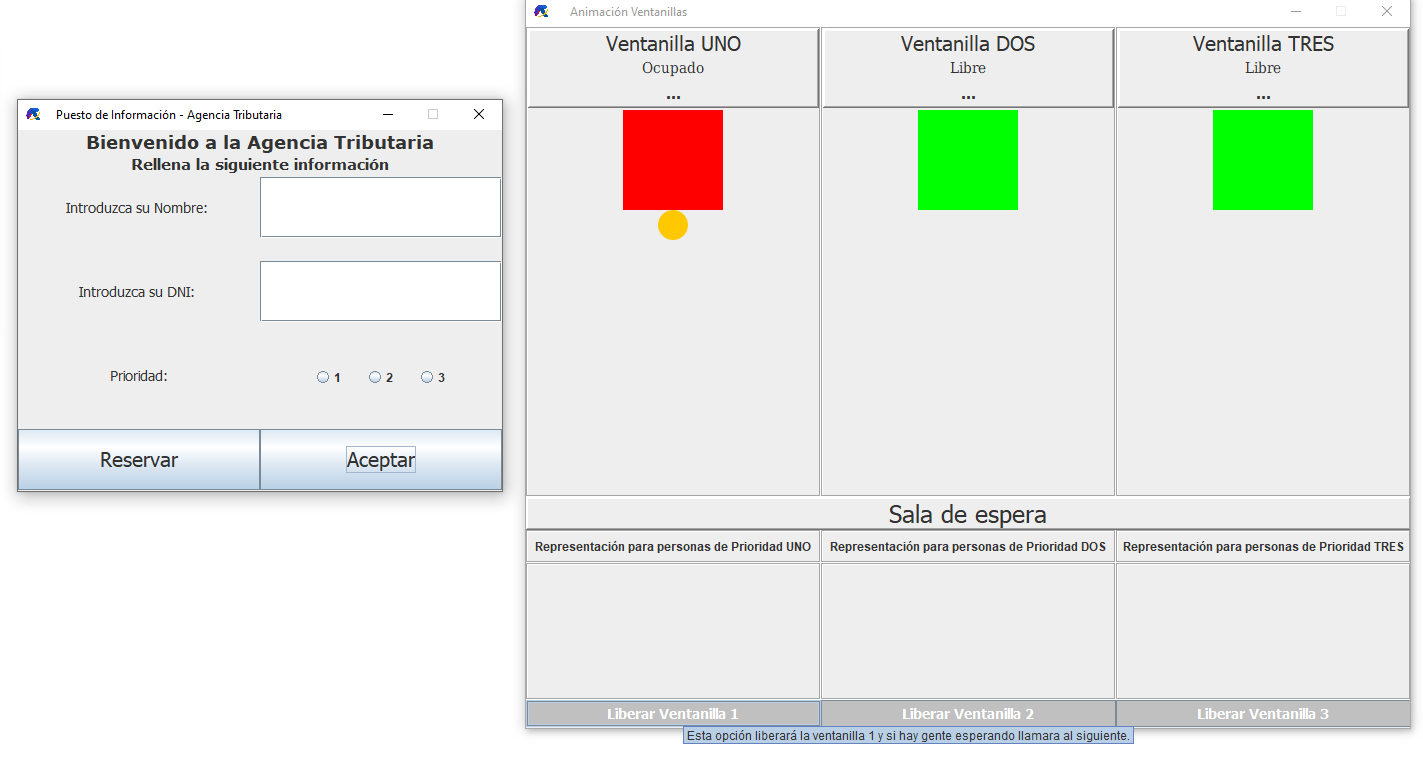 Puesto de Información - Agencia Tributaria
Bienvenido a la Agencia Tributaria
Rellena la siguiente información
Introduzca su Nombre:
Introduzca su DNI:
Prioridad:
1
2
3
Reservar
Aceptar
Animación Ventanillas
Ventanilla UNO
Ocupado
...
Ventanilla DOS
Libre
...
Ventanilla TRES
Libre
...
Sala de espera
Representación para personas de Prioridad UNO
Representación para personas de Prioridad DOS
Representación para personas de Prioridad TRES
Liberar Ventanilla 1
Liberar Ventanilla 2
Liberar Ventanilla 3
Esta opción liberará la ventanilla 1 y si hay gente esperando llamara al siguiente.